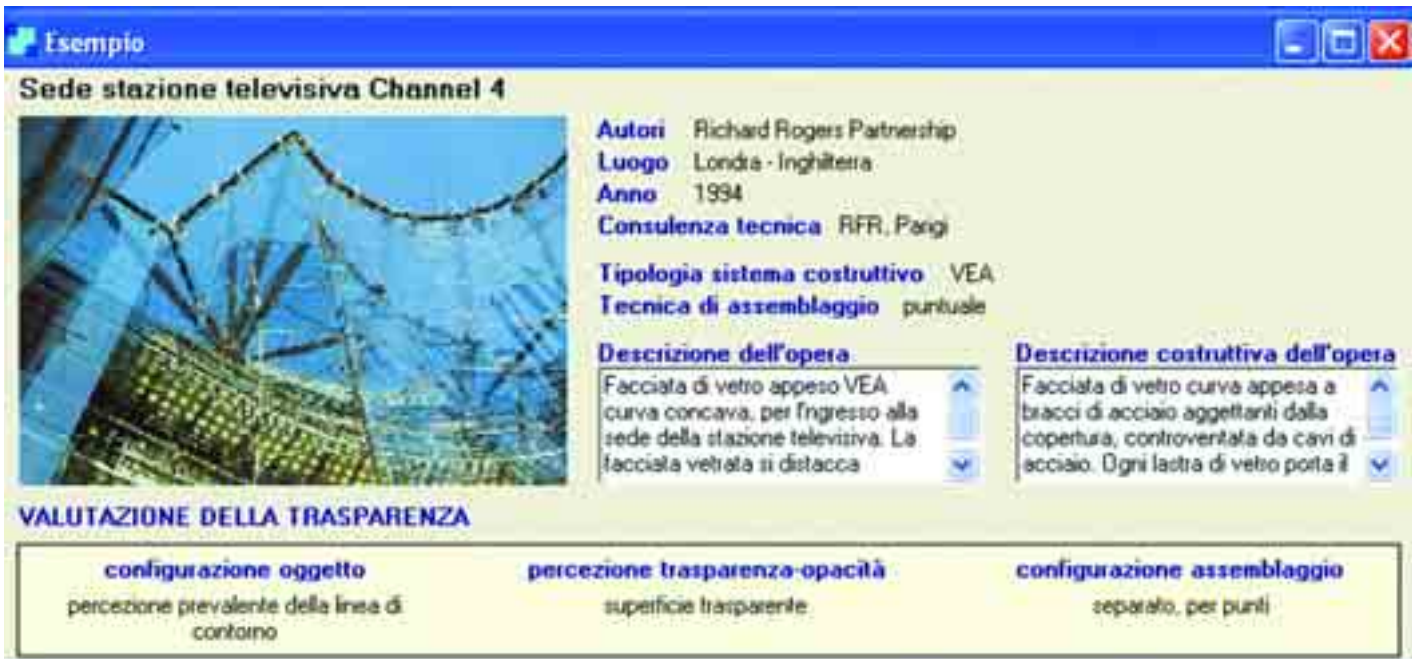 Esempio
Sede stazione televisiva Channel 4
Autori Richard Rogers Partnership
Luogo Londra - Inghilterra
Anno 1994
Consulenza tecnica RFR, Parigi
Tipologia sistema costruttivo VEA
Tecnica di assemblaggio puntuale
Descrizione dell'opera
Facciata di vetro appeso VEA
curva concava, per l'ingresso alla
sede della stazione televisiva. La
facciata vetrata si distacca
Descrizione costruttiva dell'opera
Facciata di vetro curva appesa a
bracci di acciaio aggettanti dalla
copertura, controventata da cavi di
acciaio. Ogni lastra di vetro porta il
VALUTAZIONE DELLA TRASPARENZA
configurazione oggetto
percezione prevalente della linea di
contorno
percezione trasparenza-opacità
superficie trasparente
configurazione assemblaggio
separato, per punti